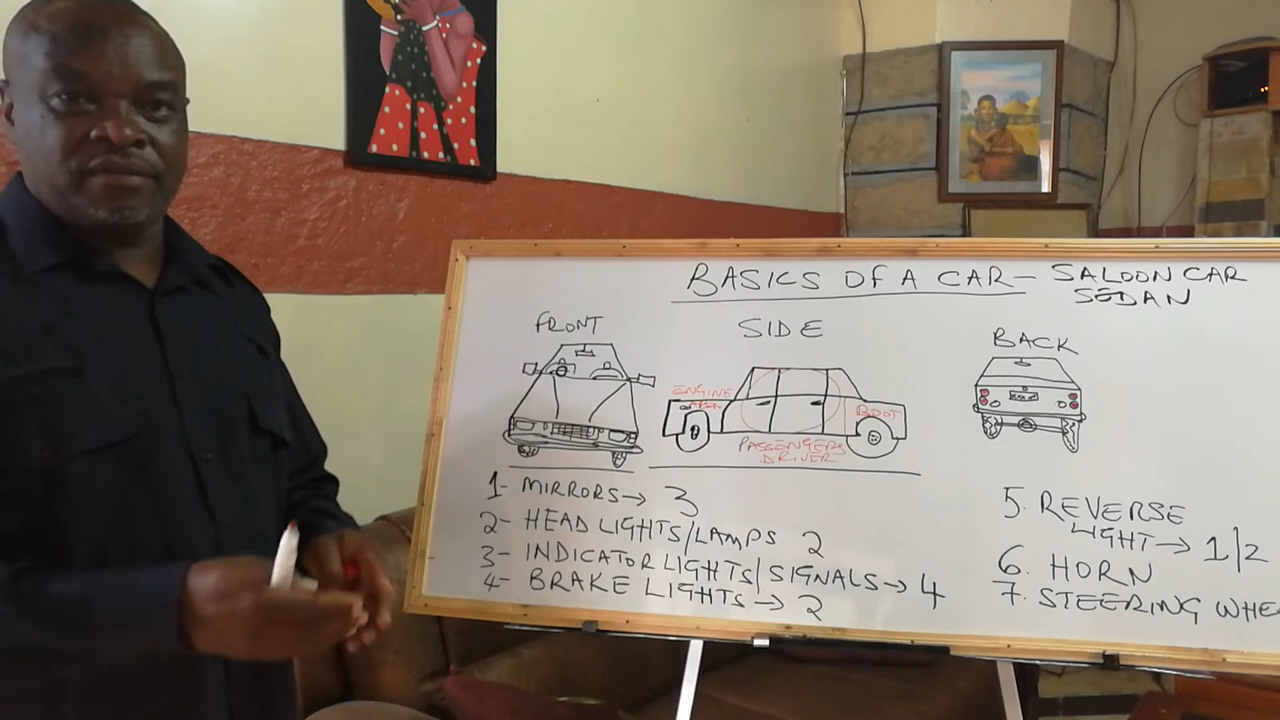 BASICS OF A CAR — SALOON CAR
SEDAN
FRONT
SIDE
BACK
ENGINE
BOOT
PASSENGERS
DRIVER
1- MIRRORS → 3
2- HEAD LIGHTS/LAMPS 2
3- INDICATOR LIGHTS/SIGNALS → 4
4- BRAKE LIGHTS → 2
5. REVERSE
LIGHT → 1/2
6. HORN
7. STEERING WHE